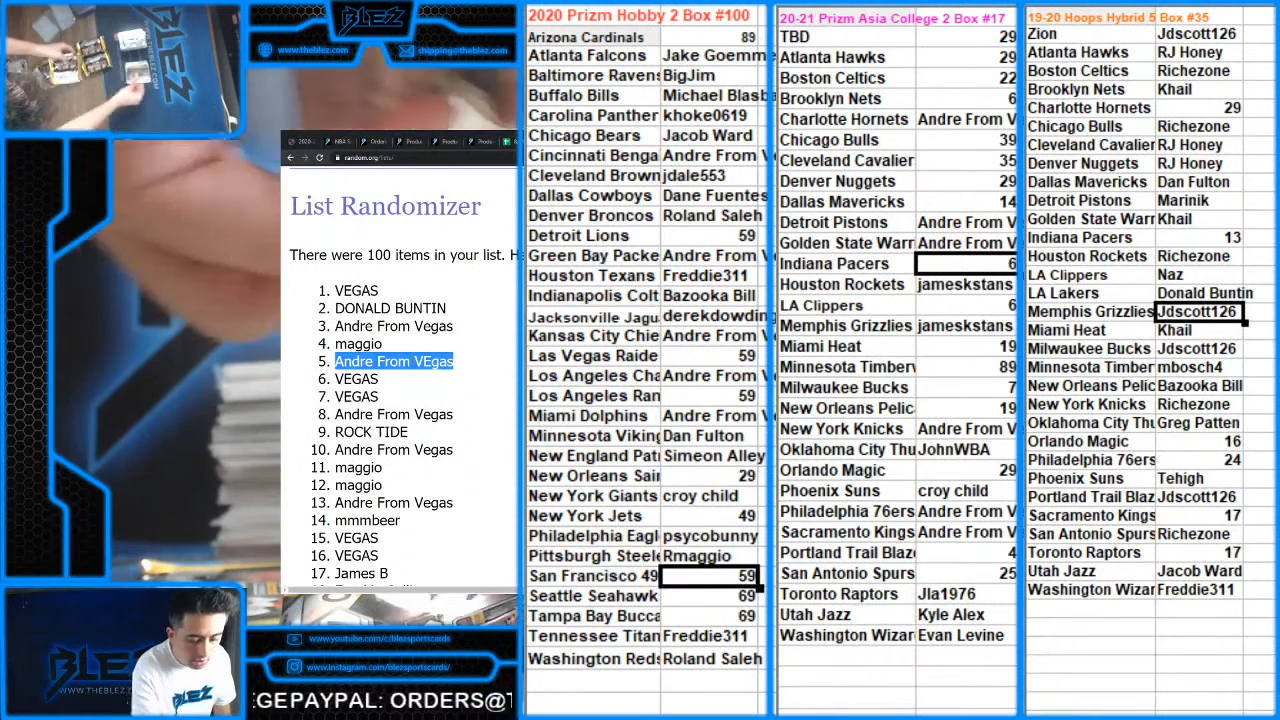 BLEZ
www.theblez.com
shipping@theblez.com
List Randomizer
random.org/lists/
There were 100 items in your list. H
1. VEGAS
2. DONALD BUNTIN
3. Andre From Vegas
4. maggio
5. Andre From VEgas
6. VEGAS
7. VEGAS
8. Andre From Vegas
9. ROCK TIDE
10. Andre From Vegas
11. maggio
12. maggio
13. Andre From Vegas
14. mmmbeer
15. VEGAS
16. VEGAS
17. James B
www.youtube.com/c/blezsportscards
www.instagram.com/blezsportscards/
GEPAYPAL: ORDERS@T
2020 Prizm Hobby 2 Box #100
Arizona Cardinals 89
Atlanta Falcons Jake Goemm
Baltimore Ravens BigJim
Buffalo Bills Michael Blasb
Carolina Panther khoke0619
Chicago Bears Jacob Ward
Cincinnati Benga Andre From V
Cleveland Brown jdale553
Dallas Cowboys Dane Fuentes
Denver Broncos Roland Saleh
Detroit Lions 59
Green Bay Packe Andre From V
Houston Texans Freddie311
Indianapolis Colt Bazooka Bill
Jacksonville Jagu derekdowding
Kansas City Chie Andre From V
Las Vegas Raide 59
Los Angeles Cha Andre From V
Los Angeles Ran 59
Miami Dolphins Andre From V
Minnesota Viking Dan Fulton
New England Pat Simeon Alley
New Orleans Sain 29
New York Giants croy child
New York Jets 49
Philadelphia Eagl psycobunny
Pittsburgh Steele Rmaggio
San Francisco 49 59
Seattle Seahawk 69
Tampa Bay Bucca 69
Tennessee Titan Freddie311
Washington Reds Roland Saleh
20-21 Prizm Asia College 2 Box #17
TBD 29
Atlanta Hawks 29
Boston Celtics 22
Brooklyn Nets 6
Charlotte Hornets Andre From V
Chicago Bulls 39
Cleveland Cavalier 35
Denver Nuggets 29
Dallas Mavericks 14
Detroit Pistons Andre From V
Golden State Warr Andre From V
Indiana Pacers 6
Houston Rockets jameskstans
LA Clippers 6
Memphis Grizzlies jameskstans
Miami Heat 19
Minnesota Timberv 89
Milwaukee Bucks 7
New Orleans Pelic 19
New York Knicks Andre From V
Oklahoma City Thu JohnWBA
Orlando Magic 29
Phoenix Suns croy child
Philadelphia 76ers Andre From V
Sacramento Kings Andre From V
Portland Trail Blaz 4
San Antonio Spurs 25
Toronto Raptors Jla1976
Utah Jazz Kyle Alex
Washington Wizar Evan Levine
19-20 Hoops Hybrid 5 Box #35
Zion Jdscott126
Atlanta Hawks RJ Honey
Boston Celtics Richezone
Brooklyn Nets Khail
Charlotte Hornets 29
Chicago Bulls Richezone
Cleveland Cavalier RJ Honey
Denver Nuggets RJ Honey
Dallas Mavericks Dan Fulton
Detroit Pistons Marinik
Golden State Warr Khail
Indiana Pacers 13
Houston Rockets Richezone
LA Clippers Naz
LA Lakers Donald Buntin
Memphis Grizzlies Jdscott126
Miami Heat Khail
Milwaukee Bucks Jdscott126
Minnesota Timber mbosch4
New Orleans Pelic Bazooka Bill
New York Knicks Richezone
Oklahoma City Thu Greg Patten
Orlando Magic 16
Philadelphia 76ers 24
Phoenix Suns Tehigh
Portland Trail Blaz Jdscott126
Sacramento Kings 17
San Antonio Spurs Richezone
Toronto Raptors 17
Utah Jazz Jacob Ward
Washington Wizar Freddie311